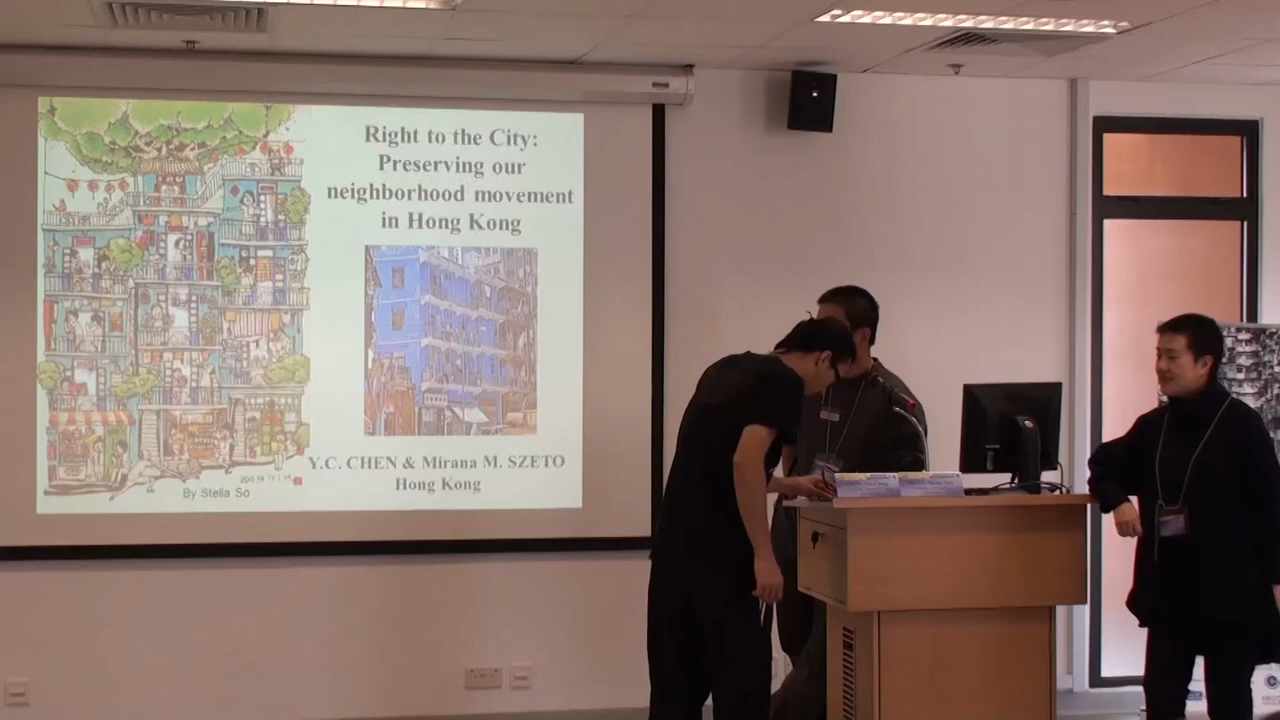 Right to the City:
Preserving our
neighborhood movement
in Hong Kong
Y.C. CHEN & Mirana M. SZETO
Hong Kong
By Stella So